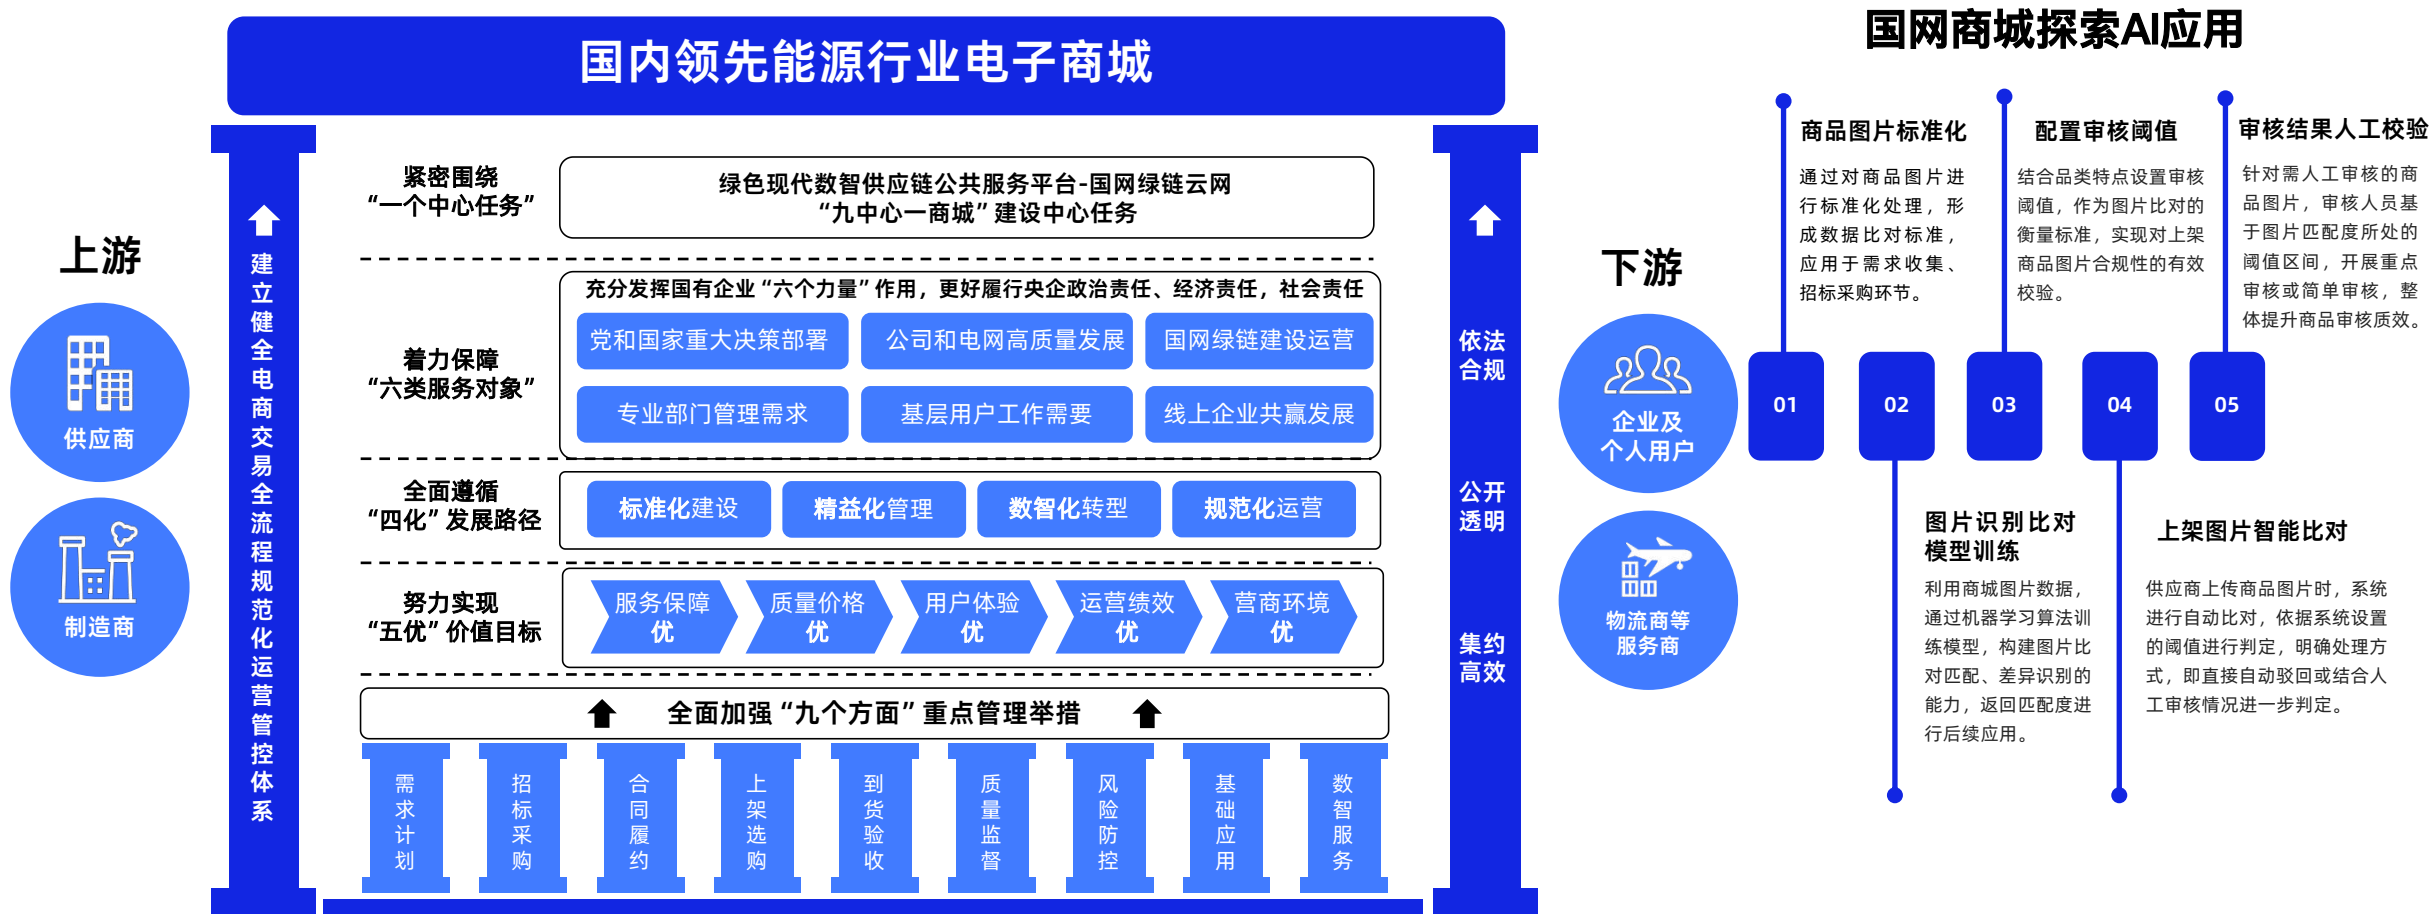 国内领先能源行业电子商城
上游
供应商
制造商
建立健全电商交易全流程规范化运营管控体系
紧密围绕
“一个中心任务”
绿色现代数智供应链公共服务平台-国网绿链云网
“九中心一商城”建设中心任务
着力保障
“六类服务对象”
充分发挥国有企业“六个力量”作用，更好履行央企政治责任、经济责任，社会责任
党和国家重大决策部署
公司和电网高质量发展
国网绿链建设运营
专业部门管理需求
基层用户工作需要
线上企业共赢发展
全面遵循
“四化”发展路径
标准化建设
精益化管理
数智化转型
规范化运营
努力实现
“五优”价值目标
服务保障
优
质量价格
优
用户体验
优
运营绩效
优
营商环境
优
全面加强“九个方面”重点管理举措
需求计划
招标采购
合同履约
上架选购
到货验收
质量监督
风险防控
基础应用
数智服务
依法
合规
公开
透明
集约
高效
下游
企业及
个人用户
物流商等
服务商
国网商城探索AI应用
商品图片标准化
通过对商品图片进
行标准化处理，形
成数据比对标准，
应用于需求收集、
招标采购环节。
配置审核阈值
结合品类特点设置审核
阈值，作为图片比对的
衡量标准，实现对上架
商品图片合规性的有效
校验。
审核结果人工校验
针对需人工审核的商
品图片，审核人员基
于图片匹配度所处的
阈值区间，开展重点
审核或简单审核，整
体提升商品审核质效。
01
02
03
04
05
图片识别比对
模型训练
利用商城图片数据，
通过机器学习算法训
练模型，构建图片比
对匹配、差异识别的
能力，返回匹配度进
行后续应用。
上架图片智能比对
供应商上传商品图片时，系统
进行自动比对，依据系统设置
的阈值进行判定，明确处理方
式，即直接自动驳回或结合人
工审核情况进一步判定。